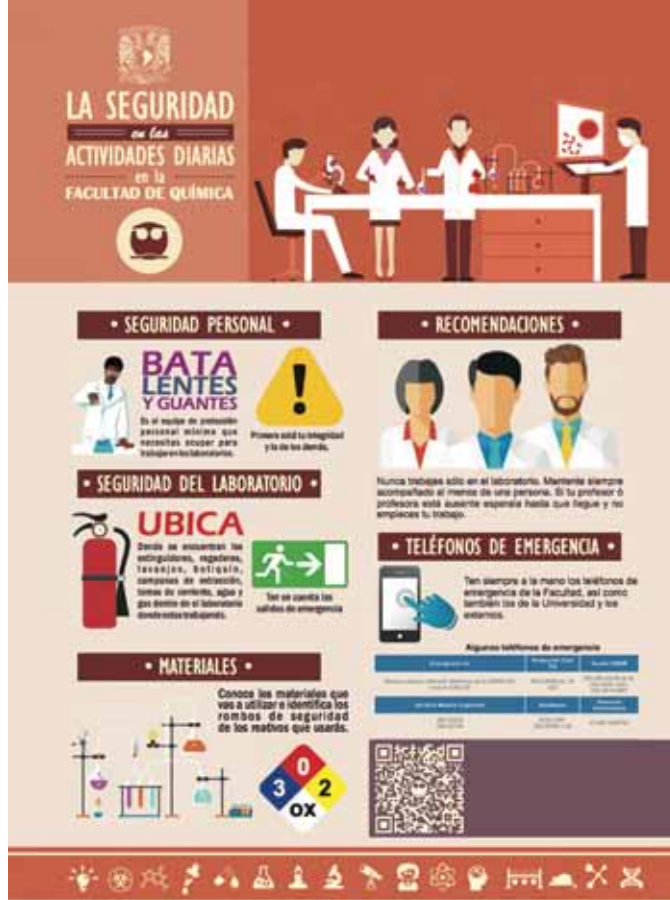 LA SEGURIDAD
en las
ACTIVIDADES DIARIAS
en la
FACULTAD DE QUÍMICA
• SEGURIDAD PERSONAL •
BATA
LENTES
Y GUANTES
Es el equipo de protección
personal mínimo que
necesitas ocupar para
trabajar en los laboratorios.
Primero está tu integridad
y la de los demás.
• SEGURIDAD DEL LABORATORIO •
UBICA
Donde se encuentran los
extinguidores, regaderas,
lavaojos, botiquín,
campanas de extracción,
tomas de corriente, agua y
gas dentro en el laboratorio
donde estas trabajando.
Ten en cuenta las
salidas de emergencia
• MATERIALES •
Conoce los materiales que
vas a utilizar e identifica los
rombos de seguridad
de los reactivos que usarás.
0
3
2
OX
• RECOMENDACIONES •
Nunca trabajes sólo en el laboratorio. Mantente siempre
acompañado al menos de una persona. Si tu profesor ó
profesora está ausente esperala hasta que llegue y no
empieces tu trabajo.
• TELÉFONOS DE EMERGENCIA •
Ten siempre a la mano los teléfonos de
emergencia de la Facultad, así como
también los de la Universidad y los
externos.
Algunos teléfonos de emergencia